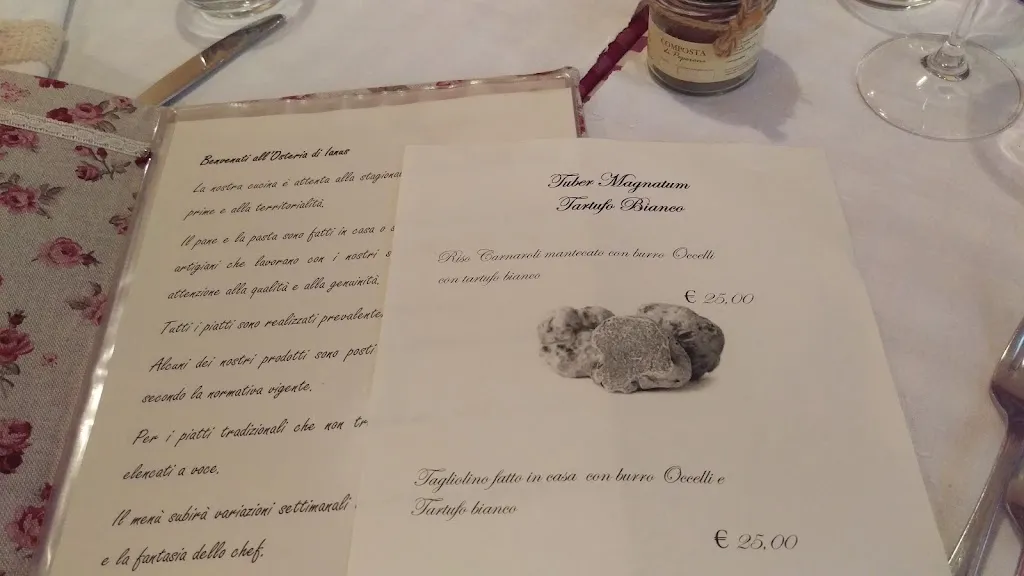 COMPOSTA
di Peperone
Benvenuti all'Osteria di Ianus
La nostra cucina é attenta alla
prime e alla territorialità.
Il pane e la pasta sono fatti in casa o
artigiani che lavorano con i nostri
attenzione alla qualità e alla genuinità.
Tutti i piatti sono realizzati
Alcuni dei nostri prodotti sono posti
secondo la normativa vigente.
Per i piatti tradizionali che non
elencati a voce.
Il menù subirà variazioni settimanali
e la fantasia dello chef.
Tuber Magnatum
Tartufo Bianco
Riso Carnaroli mantecato con burro Occelli
con tartufo bianco
€ 25,00
Tagliolino fatto in casa con burro Occelli e
Tartufo bianco
€ 25,00